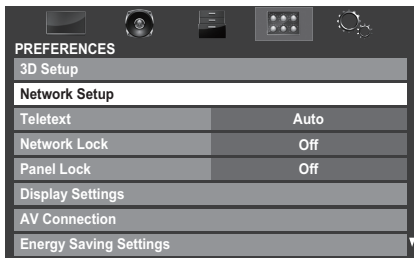 PREFERENCES
3D Setup
Network Setup
Teletext Auto
Network Lock Off
Panel Lock Off
Display Settings
AV Connection
Energy Saving Settings